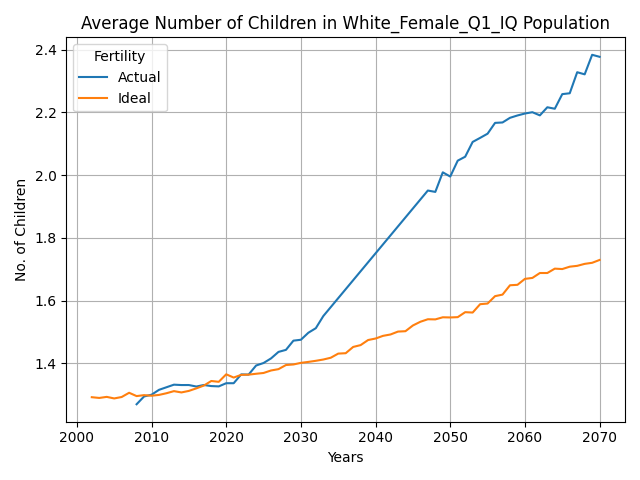 Average Number of Children in White_Female_Q1_IQ Population
Fertility
Actual
Ideal
2.4
2.2
2.0
1.8
1.6
1.4
No. of Children
2000 2010 2020 2030 2040 2050 2060 2070
Years